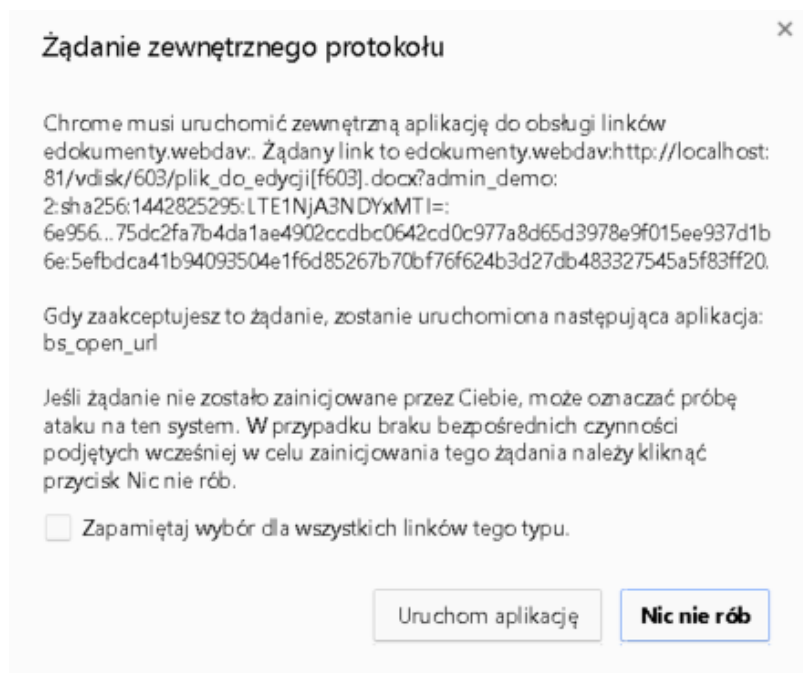 Żądanie zewnętrznego protokołu
Chrome musi uruchomić zewnętrzną aplikację do obsługi linków
edokumenty.webdav:. Żądany link to edokumenty.webdav:http://localhost:
81/vdisk/603/plik_do_edycji[f603].docx?admin_demo:
2:sha256:1442825295:LTE1NjA3NDYxMTI=:
6e956...75dc2fa7b4da1ae4902ccdbc0642cd0c977a8d65d3978e9f015ee937d1b
6e:5efbdca41b94093504e1f6d85267b70bf76f624b3d27db483327545a5f83ff20.
Gdy zaakceptujesz to żądanie, zostanie uruchomiona następująca aplikacja:
bs_open_url
Jeśli żądanie nie zostało zainicjowane przez Ciebie, może oznaczać próbę
ataku na ten system. W przypadku braku bezpośrednich czynności
podjętych wcześniej w celu zainicjowania tego żądania należy kliknąć
przycisk Nic nie rób.
Zapamiętaj wybór dla wszystkich linków tego typu.
Uruchom aplikację
Nic nie rób